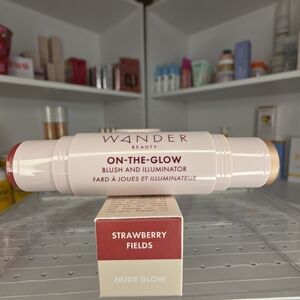 WANDER
BEAUTY
ON-THE-GLOW
BLUSH AND ILLUMINATOR
FARD À JOUES ET ILLUMINATEUR
STRAWBERRY
FIELDS
NUDE GLOW